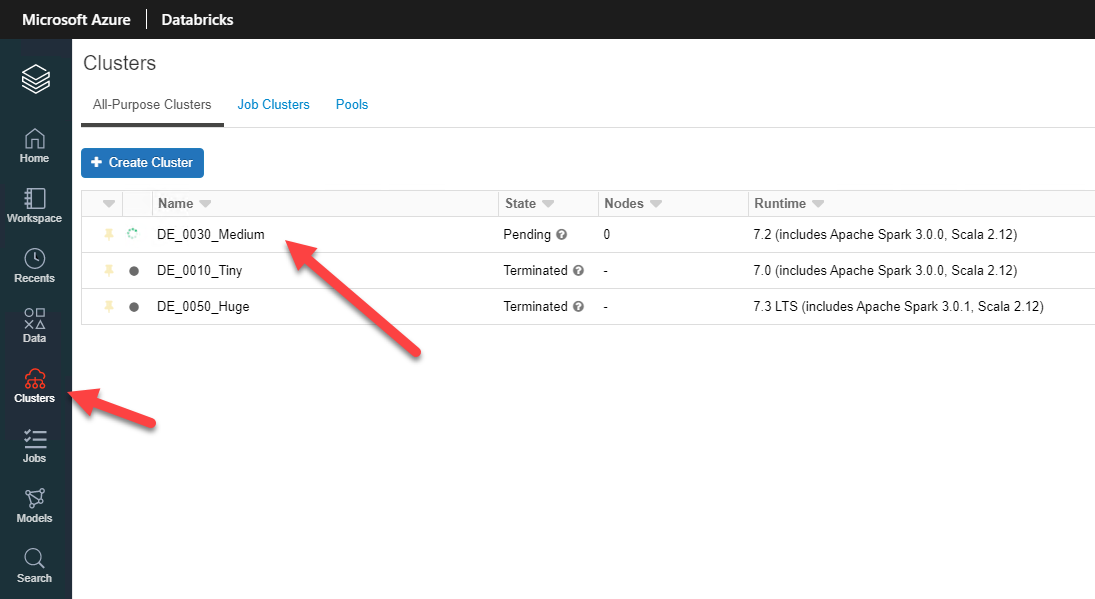 Microsoft Azure Databricks
Clusters
All-Purpose Clusters Job Clusters Pools
+ Create Cluster
Name State Nodes Runtime
DE_0030_Medium Pending ? 0 7.2 (includes Apache Spark 3.0.0, Scala 2.12)
DE_0010_Tiny Terminated ? - 7.0 (includes Apache Spark 3.0.0, Scala 2.12)
DE_0050_Huge Terminated ? - 7.3 LTS (includes Apache Spark 3.0.1, Scala 2.12)
Home
Workspace
Recents
Data
Clusters
Jobs
Models
Search